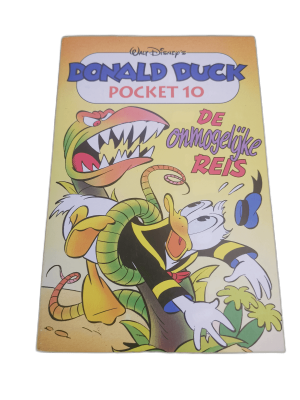 WALT DISNEY'S
DONALD DUCK
POCKET 10
DE
onmogelijke
REIS